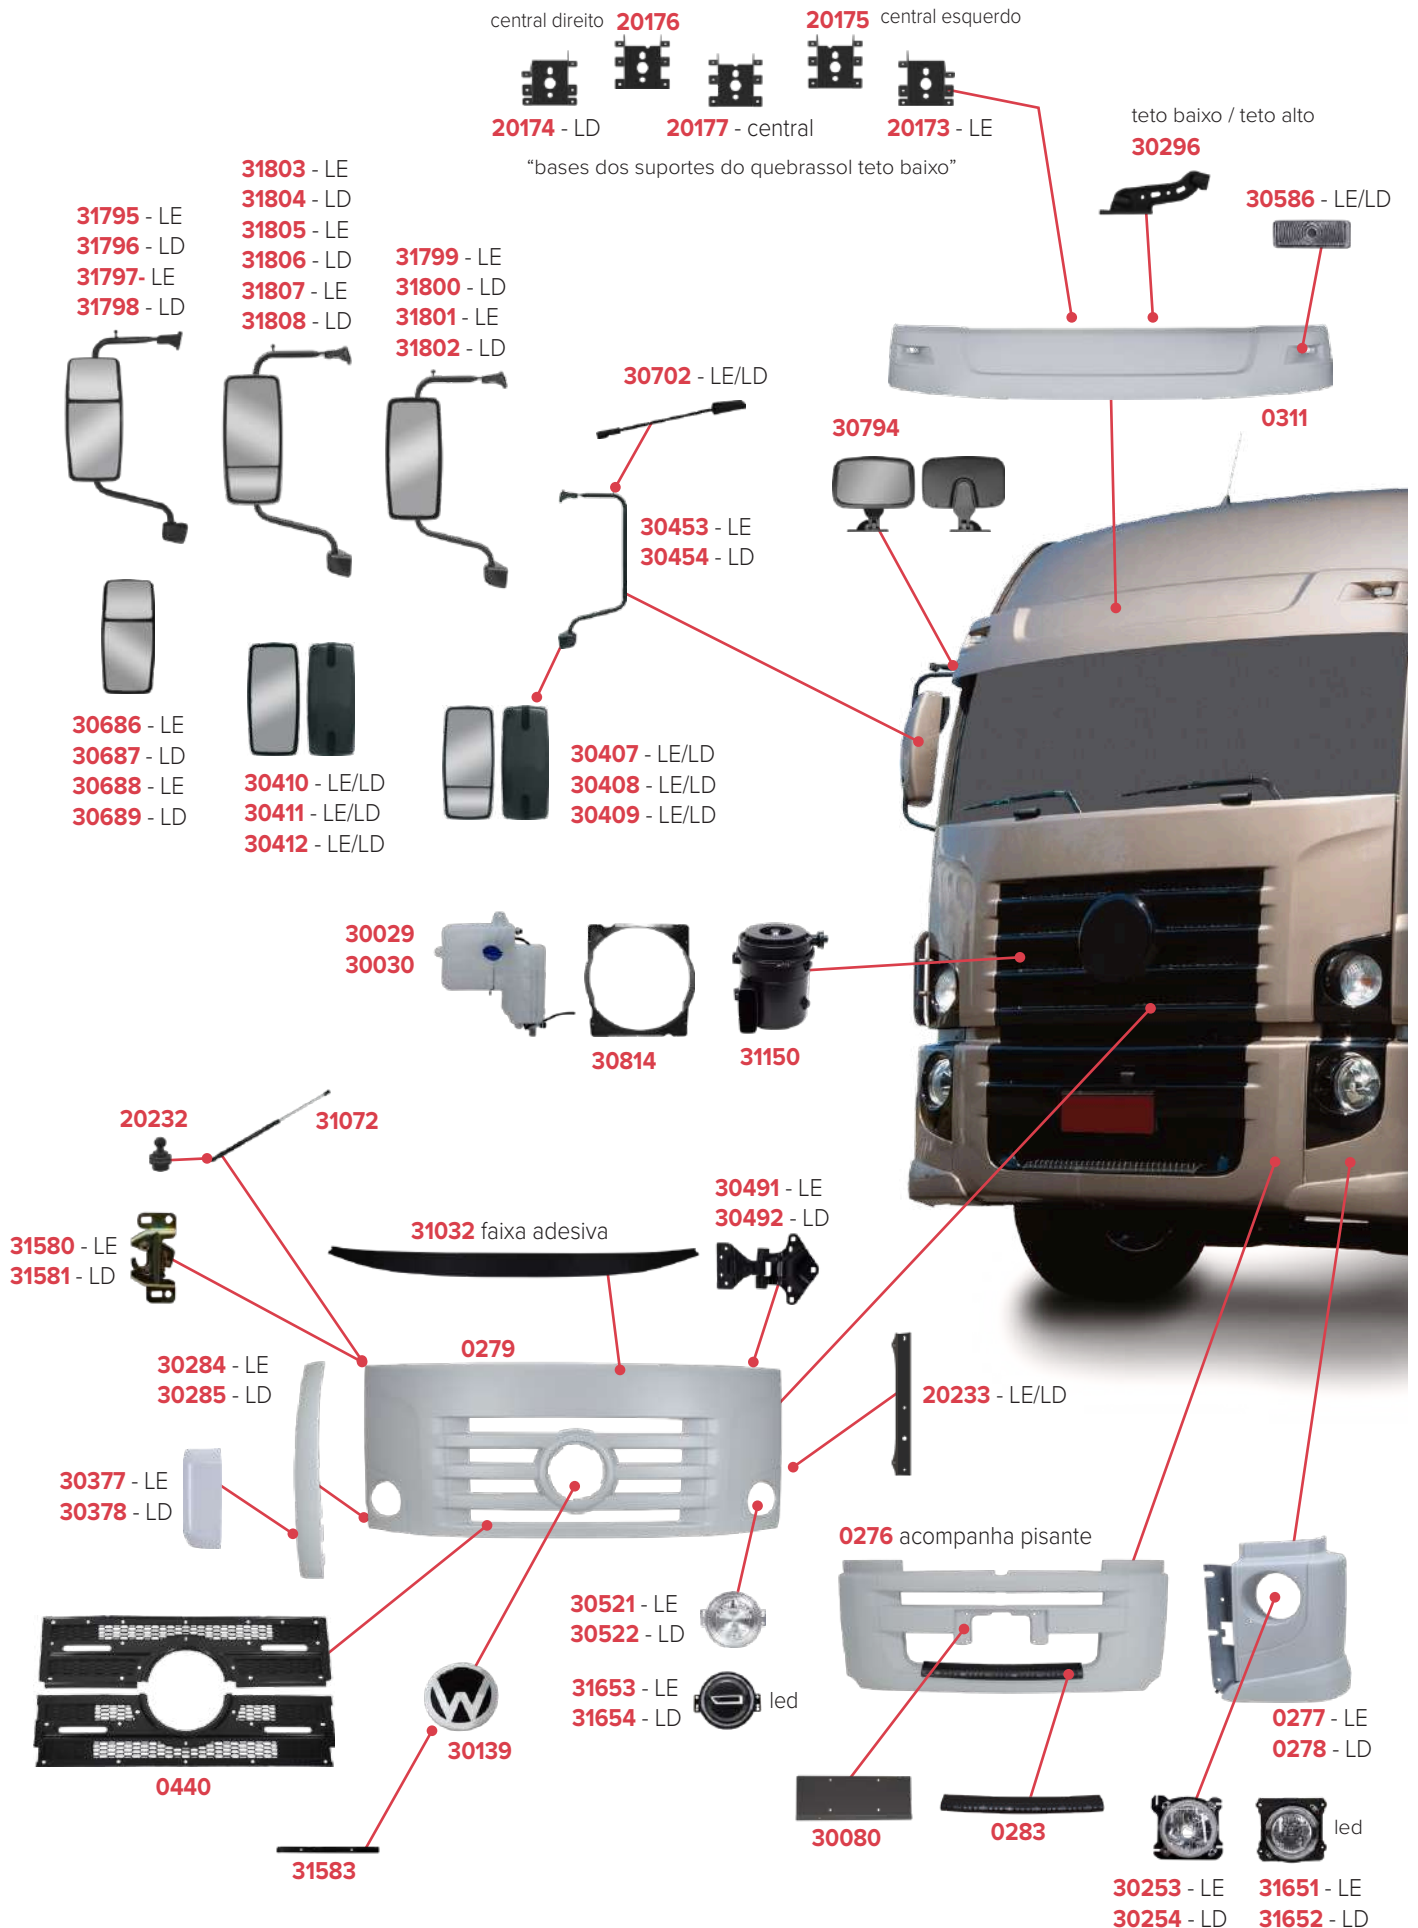 central direito 20176
20175 central esquerdo
20174 - LD
20177 - central
20173 - LE
“bases dos suportes do quebrassol teto baixo”
teto baixo / teto alto
30296
30586 - LE/LD
0311
31795 - LE
31796 - LD
31797- LE
31798 - LD
31803 - LE
31804 - LD
31805 - LE
31806 - LD
31807 - LE
31808 - LD
31799 - LE
31800 - LD
31801 - LE
31802 - LD
30702 - LE/LD
30794
30453 - LE
30454 - LD
30686 - LE
30687 - LD
30688 - LE
30689 - LD
30410 - LE/LD
30411 - LE/LD
30412 - LE/LD
30407 - LE/LD
30408 - LE/LD
30409 - LE/LD
30029
30030
30814
31150
20232
31072
31580 - LE
31581 - LD
31032 faixa adesiva
30491 - LE
30492 - LD
30284 - LE
30285 - LD
0279
20233 - LE/LD
30377 - LE
30378 - LD
0276 acompanha pisante
30521 - LE
30522 - LD
31653 - LE
31654 - LD
led
0440
30139
31583
0277 - LE
0278 - LD
30080
0283
led
30253 - LE
30254 - LD
31651 - LE
31652 - LD